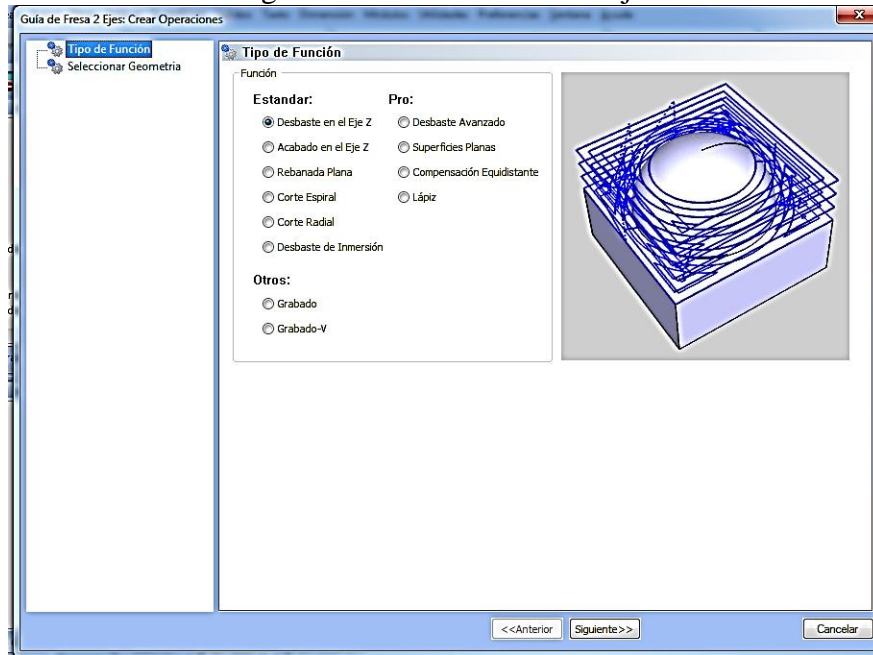 Guía de Fresa 2 Ejes: Crear Operaciones
Tipo de Función
Seleccionar Geometria
Tipo de Función
Función
Estandar:
Desbaste en el Eje Z
Acabado en el Eje Z
Rebanada Plana
Corte Espiral
Corte Radial
Desbaste de Inmersión
Pro:
Desbaste Avanzado
Superficies Planas
Compensación Equidistante
Lápiz
Otros:
Grabado
Grabado-V
<<Anterior
Siguiente>>
Cancelar